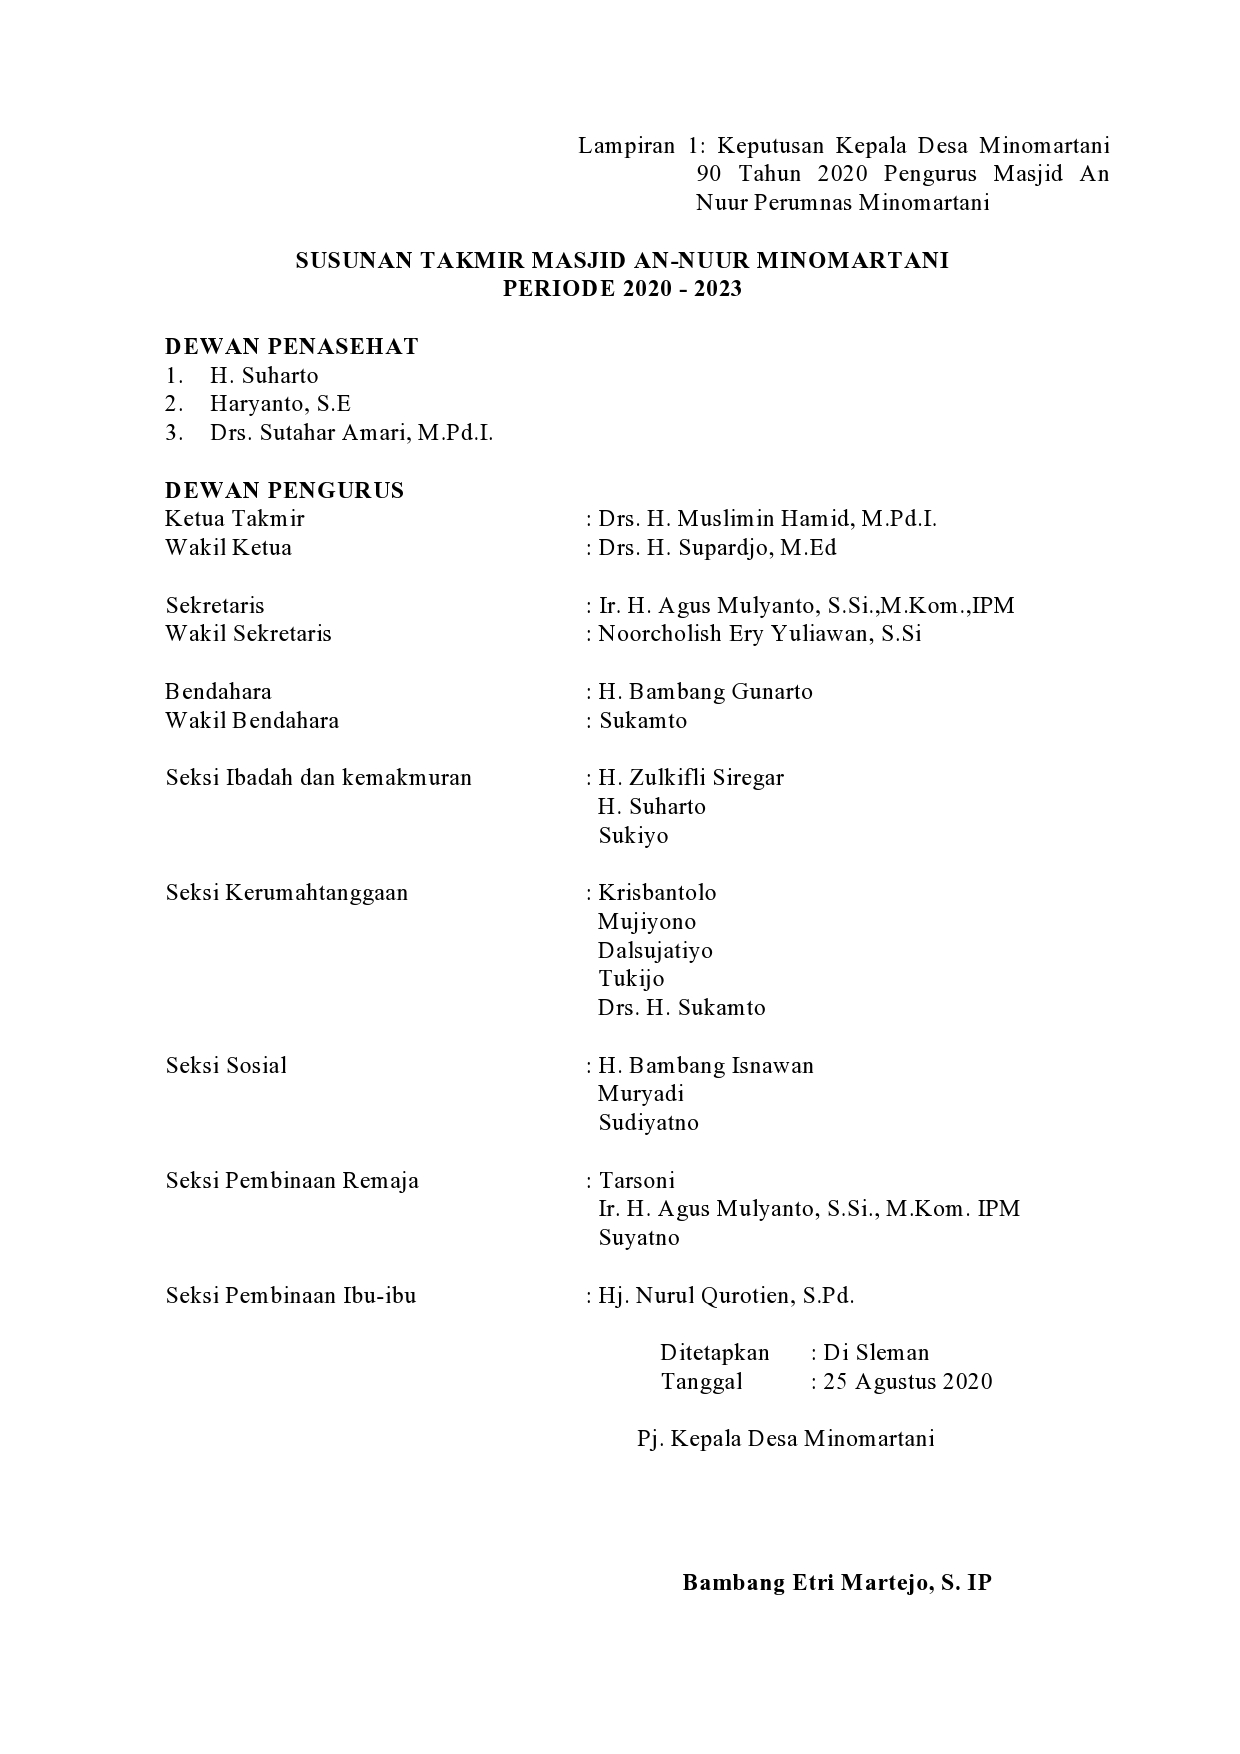 Lampiran 1: Keputusan Kepala Desa Minomartani
90 Tahun 2020 Pengurus Masjid An
Nuur Perumnas Minomartani
SUSUNAN TAKMIR MASJID AN-NUUR MINOMARTANI
PERIODE 2020 - 2023
DEWAN PENASEHAT
1. H. Suharto
2. Haryanto, S.E
3. Drs. Sutahar Amari, M.Pd.I.
DEWAN PENGURUS
Ketua Takmir : Drs. H. Muslimin Hamid, M.Pd.I.
Wakil Ketua : Drs. H. Supardjo, M.Ed
Sekretaris : Ir. H. Agus Mulyanto, S.Si.,M.Kom.,IPM
Wakil Sekretaris : Noorcholish Ery Yuliawan, S.Si
Bendahara : H. Bambang Gunarto
Wakil Bendahara : Sukamto
Seksi Ibadah dan kemakmuran : H. Zulkifli Siregar
H. Suharto
Sukiyo
Seksi Kerumahtanggaan : Krisbantolo
Mujiyono
Dalsujatiyo
Tukijo
Drs. H. Sukamto
Seksi Sosial : H. Bambang Isnawan
Muryadi
Sudiyatno
Seksi Pembinaan Remaja : Tarsoni
Ir. H. Agus Mulyanto, S.Si., M.Kom. IPM
Suyatno
Seksi Pembinaan Ibu-ibu : Hj. Nurul Qurotien, S.Pd.
Ditetapkan : Di Sleman
Tanggal : 25 Agustus 2020
Pj. Kepala Desa Minomartani
Bambang Etri Martejo, S. IP